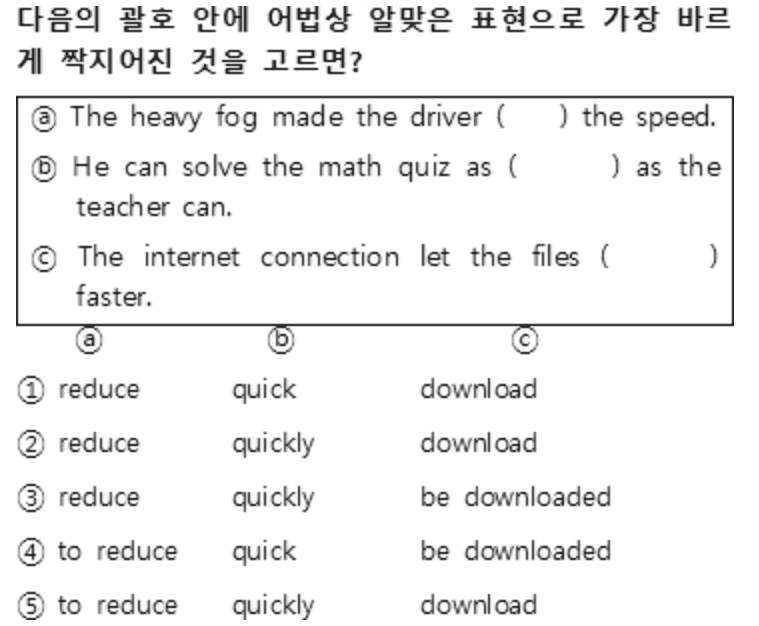 다음의 괄호 안에 어법상 알맞은 표현으로 가장 바르
게 짝지어진 것을 고르면?
ⓐ The heavy fog made the driver (    ) the speed.
ⓑ He can solve the math quiz as (    ) as the
teacher can.
ⓒ The internet connection let the files (    )
faster.
ⓐ ⓑ ⓒ
① reduce quick download
② reduce quickly download
③ reduce quickly be downloaded
④ to reduce quick be downloaded
⑤ to reduce quickly download